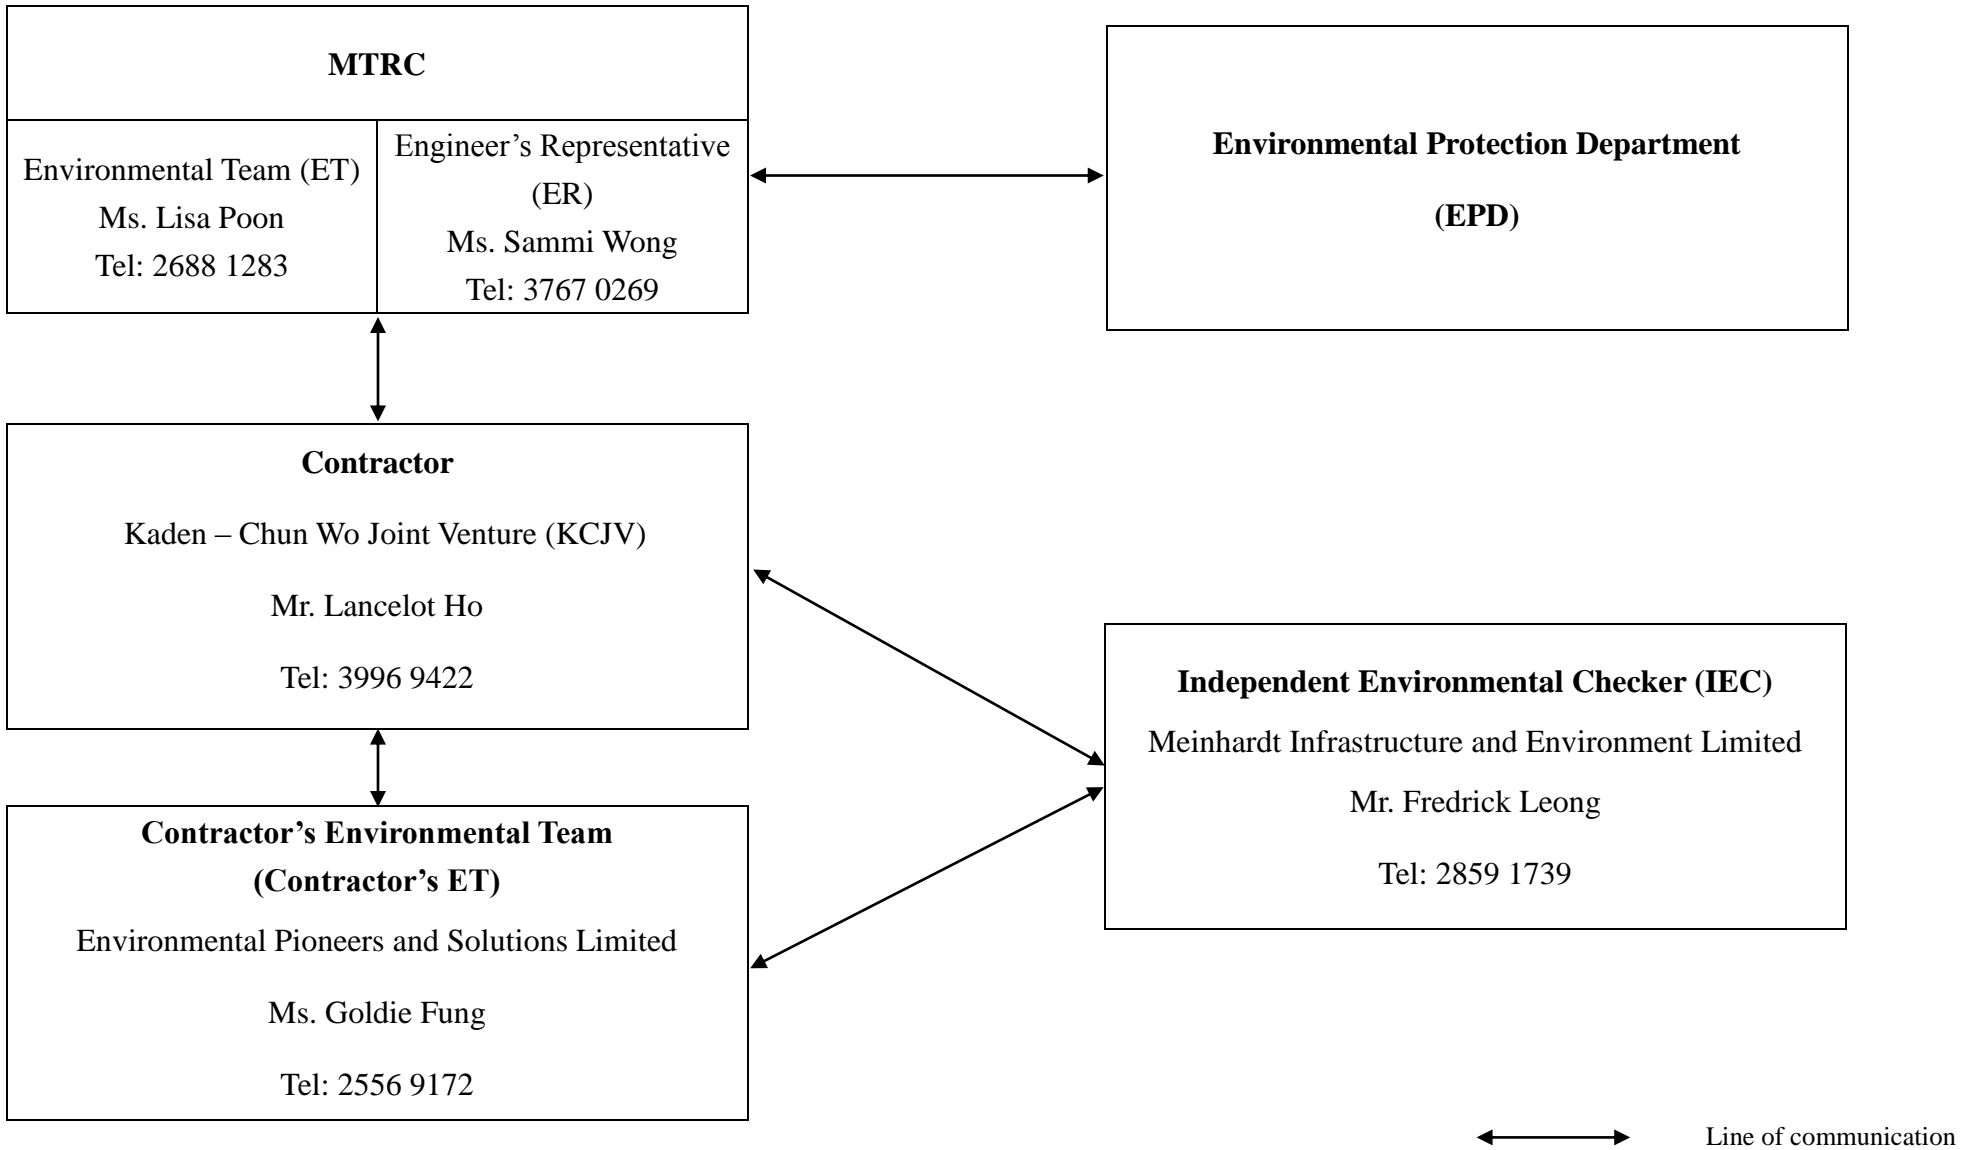 MTRC
Environmental Team (ET)
Ms. Lisa Poon
Tel: 2688 1283
Engineer’s Representative
(ER)
Ms. Sammi Wong
Tel: 3767 0269
Environmental Protection Department
(EPD)
Contractor
Kaden – Chun Wo Joint Venture (KCJV)
Mr. Lancelot Ho
Tel: 3996 9422
Independent Environmental Checker (IEC)
Meinhardt Infrastructure and Environment Limited
Mr. Fredrick Leong
Tel: 2859 1739
Contractor’s Environmental Team
(Contractor’s ET)
Environmental Pioneers and Solutions Limited
Ms. Goldie Fung
Tel: 2556 9172
Line of communication